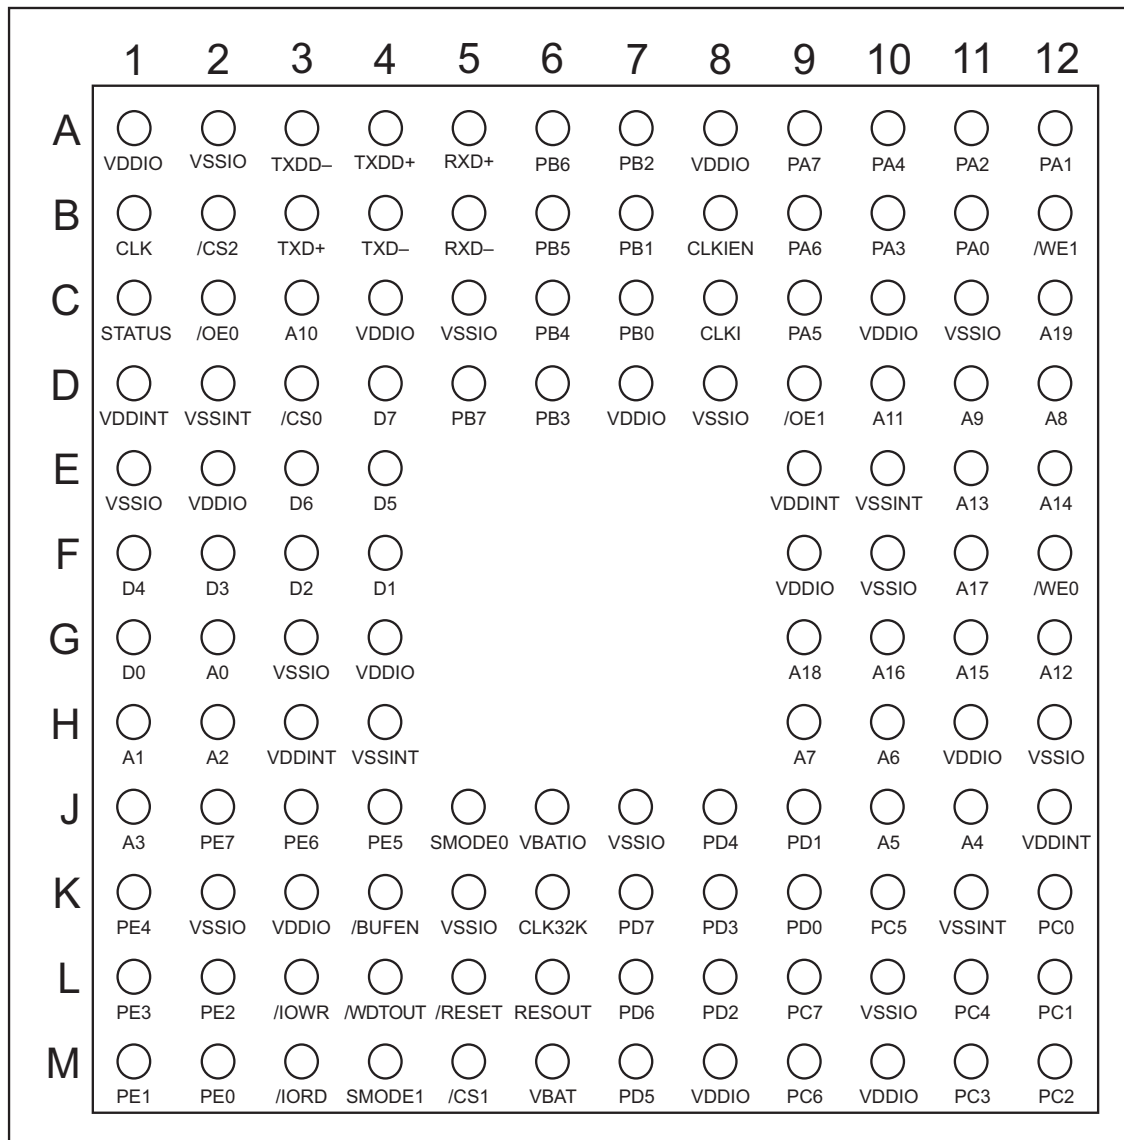 1 2 3 4 5 6 7 8 9 10 11 12
A
VDDIO VSSIO TXDD– TXDD+ RXD+ PB6 PB2 VDDIO PA7 PA4 PA2 PA1
B
CLK /CS2 TXD+ TXD– RXD– PB5 PB1 CLKIEN PA6 PA3 PA0 /WE1
C
STATUS /OE0 A10 VDDIO VSSIO PB4 PB0 CLKI PA5 VDDIO VSSIO A19
D
VDDINT VSSINT /CS0 D7 PB7 PB3 VDDIO VSSIO /OE1 A11 A9 A8
E
VSSIO VDDIO D6 D5 VDDINT VSSINT A13 A14
F
D4 D3 D2 D1 VDDIO VSSIO A17 /WE0
G
D0 A0 VSSIO VDDIO A18 A16 A15 A12
H
A1 A2 VDDINT VSSINT A7 A6 VDDIO VSSIO
J
A3 PE7 PE6 PE5 SMODE0 VBATIO VSSIO PD4 PD1 A5 A4 VDDINT
K
PE4 VSSIO VDDIO /BUFEN VSSIO CLK32K PD7 PD3 PD0 PC5 VSSINT PC0
L
PE3 PE2 /IOWR /WDTOUT /RESET RESOUT PD6 PD2 PC7 VSSIO PC4 PC1
M
PE1 PE0 /IORD SMODE1 /CS1 VBAT PD5 VDDIO PC6 VDDIO PC3 PC2